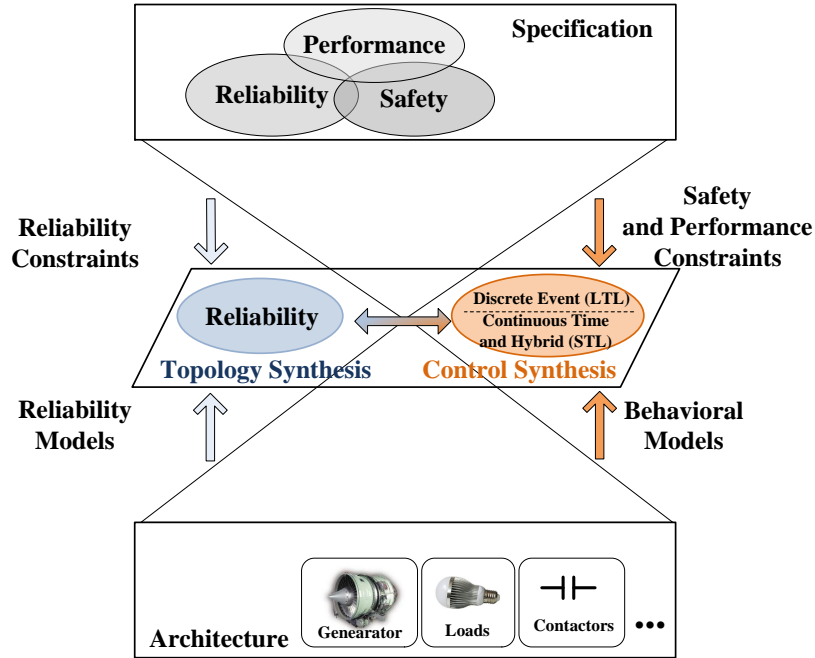 Specification
Performance
Reliability
Safety
Reliability
Constraints
Safety
and Performance
Constraints
Reliability
Discrete Event (LTL)
Continuous Time
and Hybrid (STL)
Topology Synthesis
Control Synthesis
Reliability
Models
Behavioral
Models
Architecture
Genearator
Loads
Contactors
•••